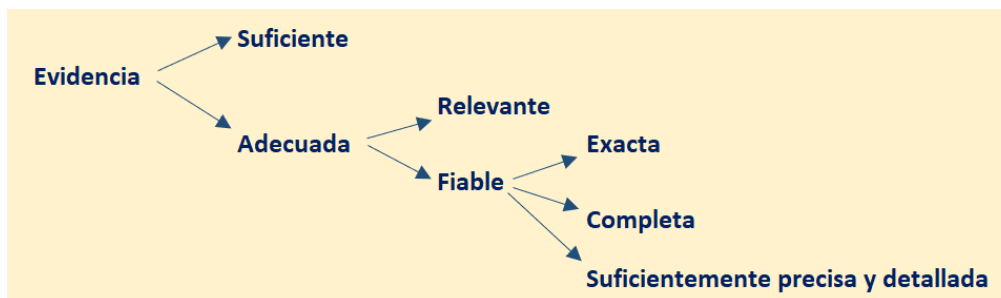 Suficiente
Evidencia
Relevante
Adecuada
Exacta
Fiable
Completa
Suficientemente precisa y detallada